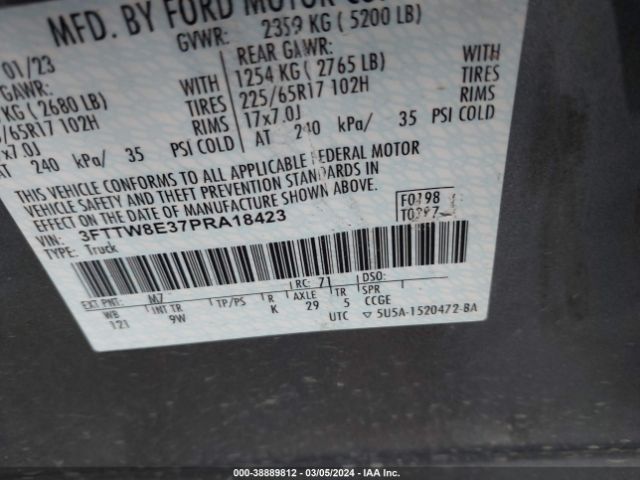 MFD. BY FORD MOTOR CO
GVWR: 2359 KG ( 5200 LB)
01/23
GAWR: REAR GAWR:
KG ( 2680 LB) WITH 1254 KG ( 2765 LB) WITH
/65R17 102H TIRES 225/65R17 102H TIRES
x7.0J RIMS 17x7.0J RIMS
AT 240 kPa/ 35 PSI COLD AT 240 kPa/ 35 PSI COLD
THIS VEHICLE CONFORMS TO ALL APPLICABLE FEDERAL MOTOR
VEHICLE SAFETY AND THEFT PREVENTION STANDARDS IN
EFFECT ON THE DATE OF MANUFACTURE SHOWN ABOVE.
VIN: 3FTTW8E37PRA18423 F0198
TYPE: Truck
EXT PNT: M7 RC: 71 DSO:
WB INT TR TP/PS R AXLE TR SPR
121 9W K 29 5 CCGE
UTC ▽ 5U5A-1520472-BA
000-38889812 - 03/05/2024 - IAA Inc.